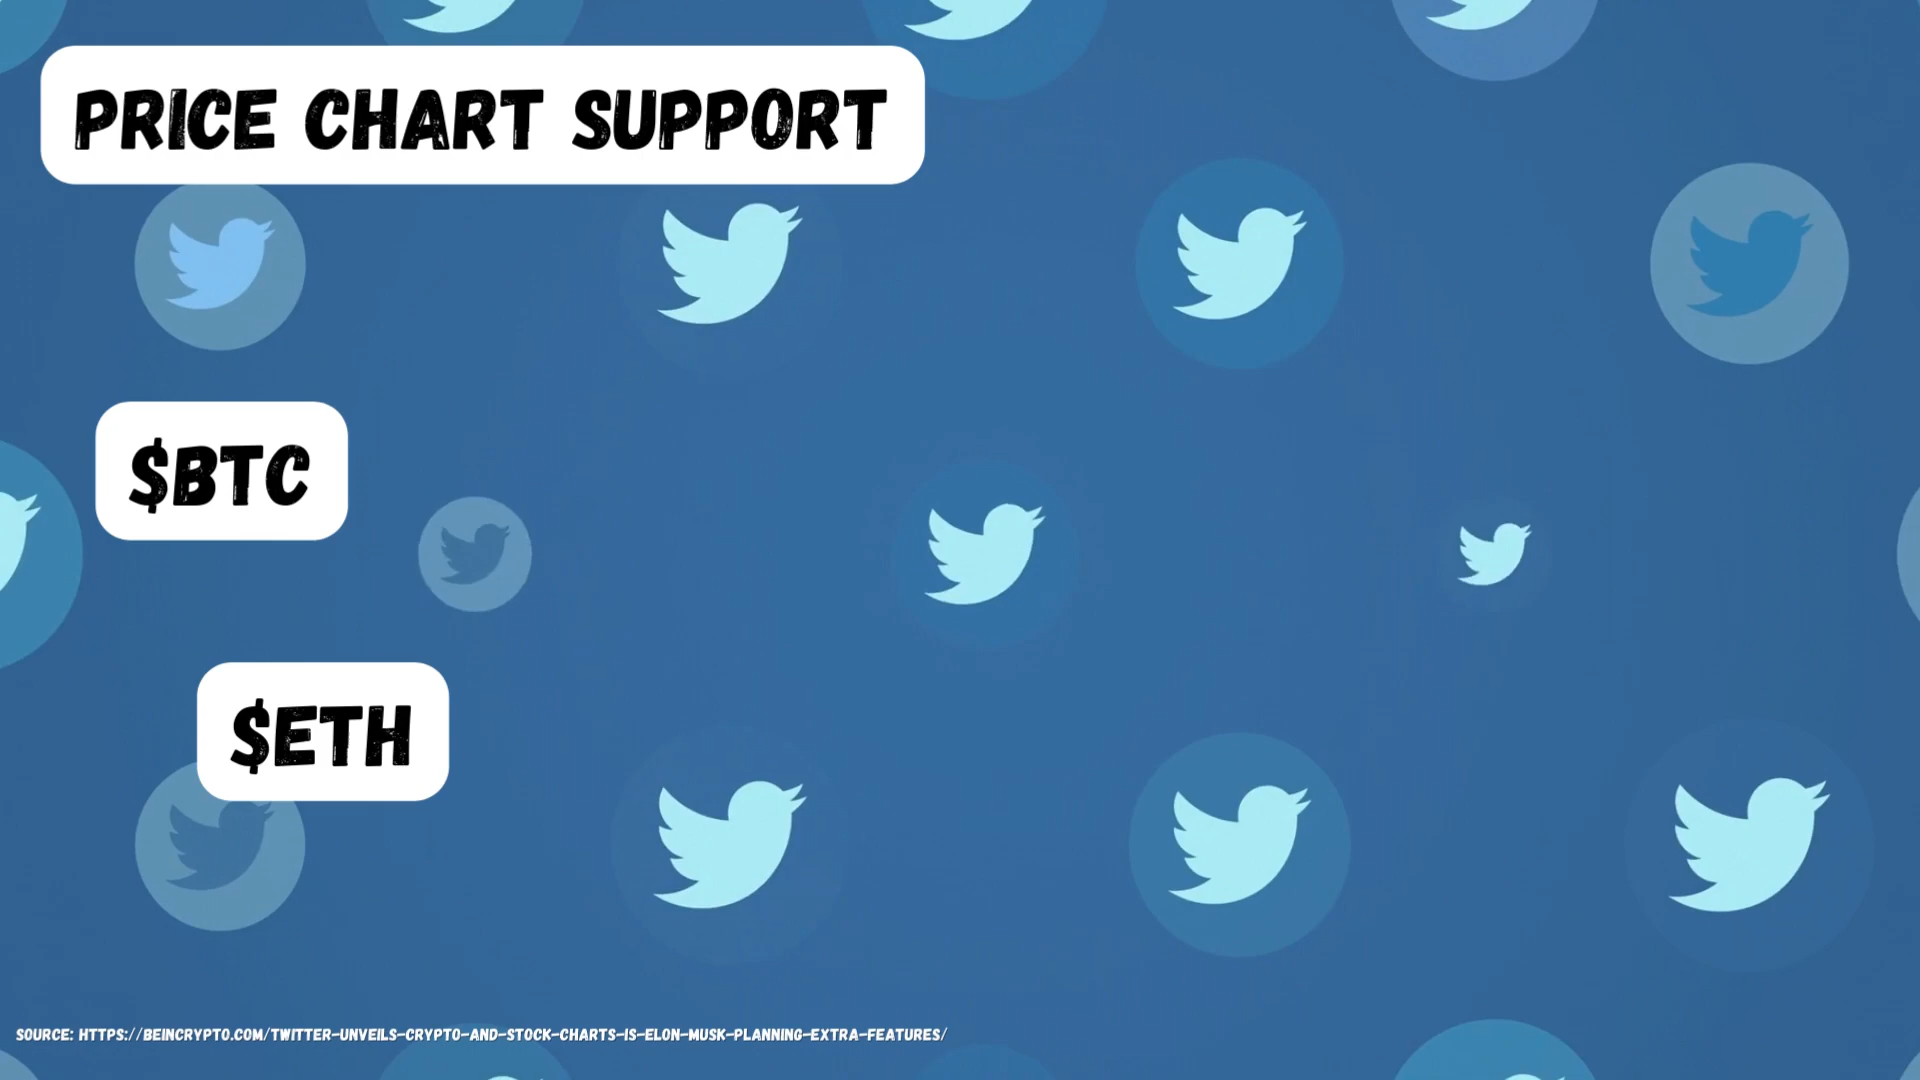 PRICE CHART SUPPORT
$BTC
$ETH
SOURCE: HTTPS://BEINCRYPTO.COM/TWITTER-UNVEILS-CRYPTO-AND-STOCK-CHARTS-IS-ELON-MUSK-PLANNING-EXTRA-FEATURES/